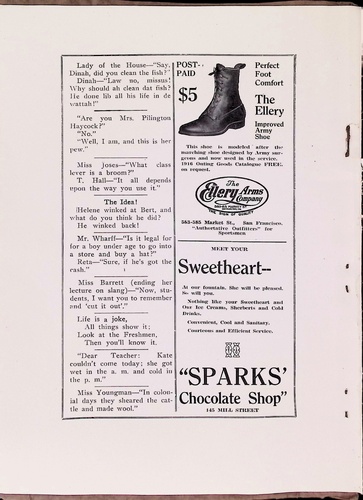 Lady of the House—"Say,
Dinah, did you clean the fish?"
Dinah—"Law no, missus!
Why should ah clean dat fish?
He done lib all his life in de
wattah!"
"Are you Mrs. Pilington
Haycock?"
"No."
"Well, I am, and this is her
pew."
Miss Joses—"What class
lever is a broom?"
T. Hall—"It all depends
upon the way you use it."
The Idea!
(Helene winked at Bert, and
what do you think he did?
He winked back!
Mr. Wharff—"Is it legal for
for a boy under age to go into
a store and buy a hat?"
Reta—"Sure, if he's got the
cash."
Miss Barrett (ending her
lecture on slang)—"Now, stu-
dents, I want you to remember
and 'cut it out'."
Life is a joke,
All things show it;
Look at the Freshmen,
Then you'll know it.
"Dear Teacher: Kate
couldn't come today; she got
wet in the a. m. and cold in
the p. m."
Miss Youngman—"In colon-
ial days they sheared the cat-
tle and made wool."
POST-
PAID
$5
Perfect
Foot
Comfort
The
Ellery
Improved
Army
Shoe
This shoe is modeled after the
marching shoe designed by Army sur-
geons and now used in the service.
1916 Outing Goods Catalogue FREE,
on request.
The
Ellery Arms
Company
583-585 Market St., San Francisco.
"Authoritative Outfitters" for
Sportsmen
MEET YOUR
Sweetheart--
At our fountain. She will be pleased.
So will you.
Nothing like your Sweetheart and
Our Ice Creams, Sherbets and Cold
Drinks.
Convenient, Cool and Sanitary.
Courteous and Efficient Service.
"SPARKS'
Chocolate Shop"
145 MILL STREET